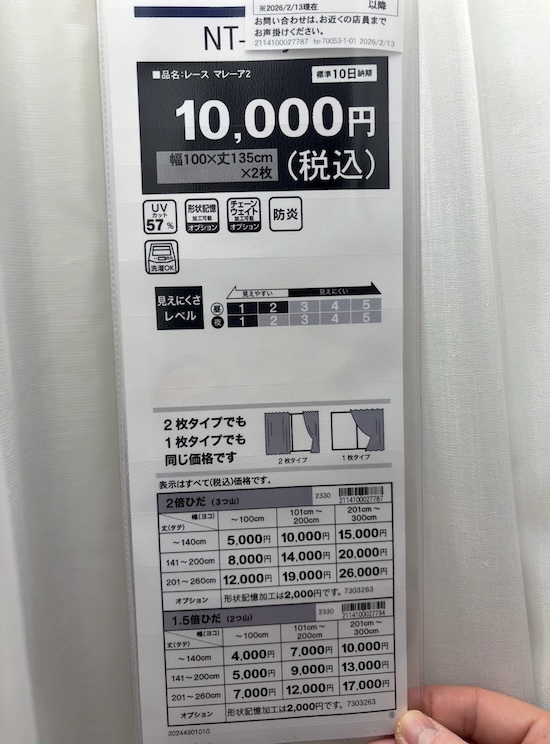 ※2026/2/13現在 以降
お問い合わせは、お近くの店員まで
お声掛けください。
2114100027787 tw-70053-1-01 2026/2/13
NT-
■品名:レース マレーア2
標準10日納期
10,000円
幅100×丈135cm
×2枚
(税込)
UVカット57%
形状記憶加工可能オプション
チェーンウェイト加工可能オプション
防炎
洗濯OK
見えにくさ
レベル
見えやすい 見えにくい
昼 1 2 3 4 5
夜 1 2 3 4 5
2枚タイプでも
1枚タイプでも
同じ価格です
2枚タイプ 1枚タイプ
表示はすべて(税込)価格です。
2倍ひだ (3つ山) 2330 2114100027787
幅(ヨコ) 丈(タテ) ~100cm 101cm~200cm 201cm~300cm
~140cm 5,000円 10,000円 15,000円
141~200cm 8,000円 14,000円 20,000円
201~260cm 12,000円 19,000円 26,000円
オプション 形状記憶加工は2,000円です。7303263
1.5倍ひだ (2つ山) 2330 2114100027794
幅(ヨコ) 丈(タテ) ~100cm 101cm~200cm 201cm~300cm
~140cm 4,000円 7,000円 10,000円
141~200cm 5,000円 9,000円 13,000円
201~260cm 7,000円 12,000円 17,000円
オプション 形状記憶加工は2,000円です。7303263
20244901010
⑥